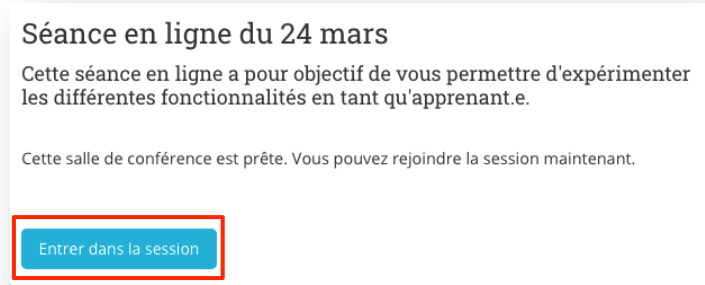 Séance en ligne du 24 mars
Cette séance en ligne a pour objectif de vous permettre d'expérimenter
les différentes fonctionnalités en tant qu'apprenant.e.
Cette salle de conférence est prête. Vous pouvez rejoindre la session maintenant.
Entrer dans la session